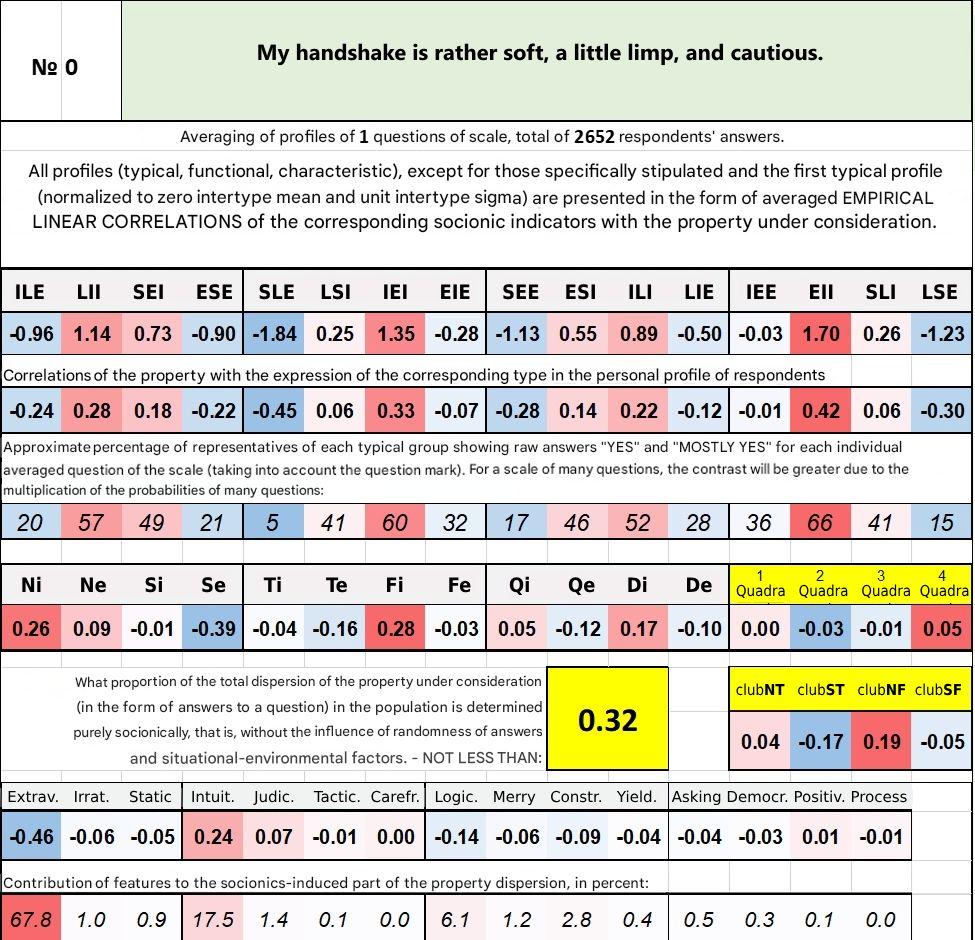 № 0
My handshake is rather soft, a little limp, and cautious.
Averaging of profiles of 1 questions of scale, total of 2652 respondents' answers.
All profiles (typical, functional, characteristic), except for those specifically stipulated and the first typical profile
(normalized to zero intertype mean and unit intertype sigma) are presented in the form of averaged EMPIRICAL
LINEAR CORRELATIONS of the corresponding socionic indicators with the property under consideration.
ILE LII SEI ESE SLE LSI IEI EIE SEE ESI ILI LIE IEE EII SLI LSE
-0.96 1.14 0.73 -0.90 -1.84 0.25 1.35 -0.28 -1.13 0.55 0.89 -0.50 -0.03 1.70 0.26 -1.23
Correlations of the property with the expression of the corresponding type in the personal profile of respondents
-0.24 0.28 0.18 -0.22 -0.45 0.06 0.33 -0.07 -0.28 0.14 0.22 -0.12 -0.01 0.42 0.06 -0.30
Approximate percentage of representatives of each typical group showing raw answers "YES" and "MOSTLY YES" for each individual
averaged question of the scale (taking into account the question mark). For a scale of many questions, the contrast will be greater due to the
multiplication of the probabilities of many questions:
20 57 49 21 5 41 60 32 17 46 52 28 36 66 41 15
Ni Ne Si Se Ti Te Fi Fe Qi Qe Di De 1 Quadra 2 Quadra 3 Quadra 4 Quadra
0.26 0.09 -0.01 -0.39 -0.04 -0.16 0.28 -0.03 0.05 -0.12 0.17 -0.10 0.00 -0.03 -0.01 0.05
What proportion of the total dispersion of the property under consideration
(in the form of answers to a question) in the population is determined
purely socionically, that is, without the influence of randomness of answers
and situational-environmental factors. - NOT LESS THAN:
0.32
clubNT clubST clubNF clubSF
0.04 -0.17 0.19 -0.05
Extrav. Irrat. Static Intuit. Judic. Tactic. Carefr. Logic. Merry Constr. Yield. Asking Democr. Positiv. Process
-0.46 -0.06 -0.05 0.24 0.07 -0.01 0.00 -0.14 -0.06 -0.09 -0.04 -0.04 -0.03 0.01 -0.01
Contribution of features to the socionics-induced part of the property dispersion, in percent:
67.8 1.0 0.9 17.5 1.4 0.1 0.0 6.1 1.2 2.8 0.4 0.5 0.3 0.1 0.0